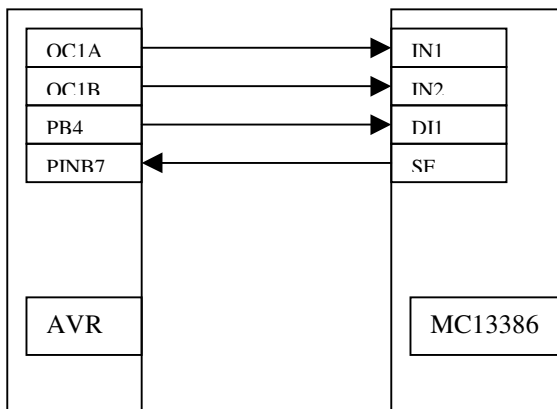 OC1A
OC1B
PB4
PINB7
AVR
IN1
IN2
DI1
SF
MC13386